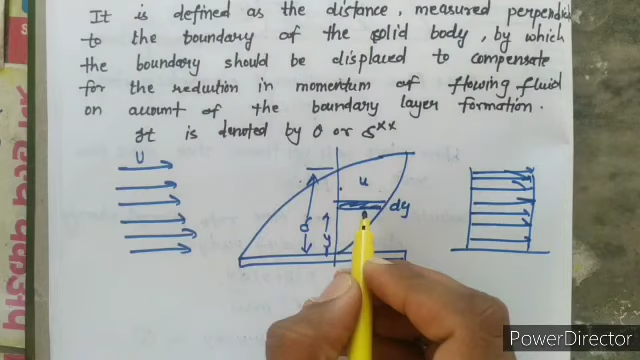 It is defined as the distance, measured
to the boundary of the solid body, by which
the boundary should be displaced to compensate
for the reduction in momentum of flowing fluid
on account of the boundary layer formation.
It is denoted by θ or δ**
U
u
dy
δ
y
PowerDirector